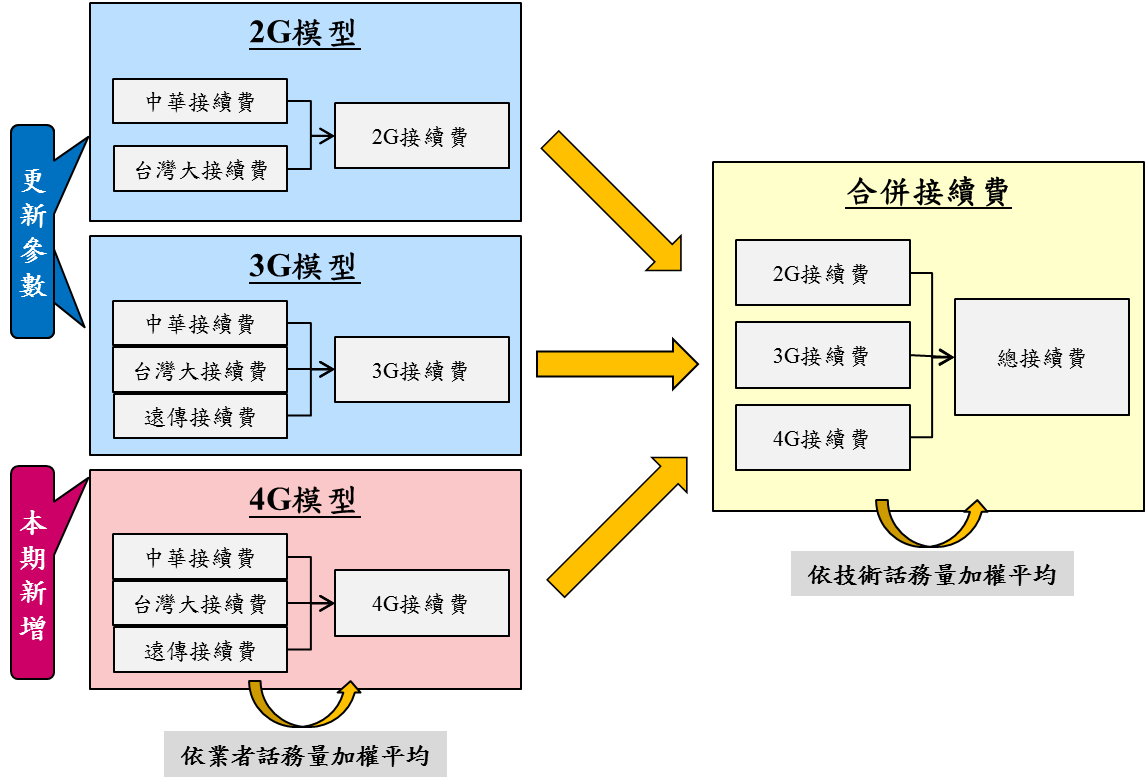 更新參數
2G模型
中華接續費
台灣大接續費
2G接續費
3G模型
中華接續費
台灣大接續費
遠傳接續費
3G接續費
本期新增
4G模型
中華接續費
台灣大接續費
遠傳接續費
4G接續費
依業者話務量加權平均
合併接續費
2G接續費
3G接續費
4G接續費
總接續費
依技術話務量加權平均